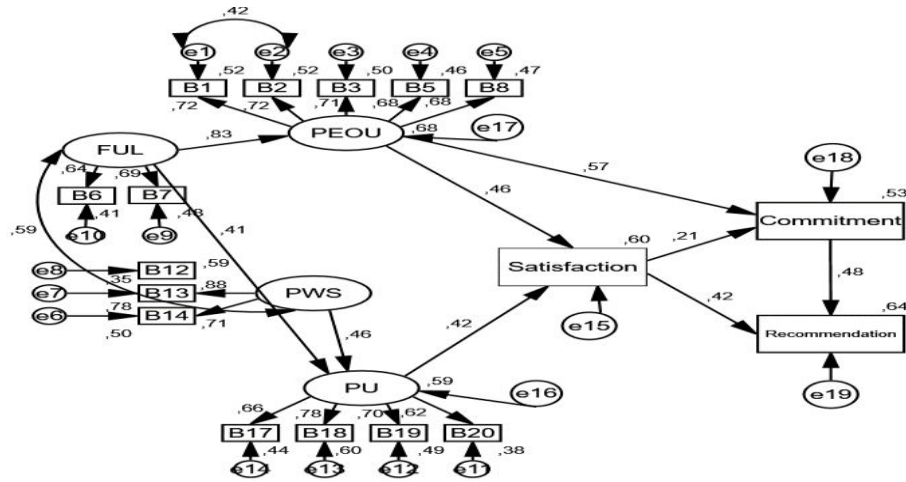 ,42
e1 e2 e3 e4 e5
,52 ,52 ,50 ,46 ,47
B1 B2 B3 B5 B8
,72 ,72 ,71 ,68 ,68
,83 PEOU ,68 e17
FUL
,64 ,69
B6 B7
,41 ,48
e10 e9
,57
e18
,53
Commitment
,46
,59
,41
,60 ,21
Satisfaction
e8 B12 ,59
e7 ,35 B13 ,88 PWS
e6 ,78 B14 ,71
,50
,46
,42
e15
,42
,48
,64
Recommendation
e19
PU ,59 e16
,66 ,78 ,70 ,62
B17 B18 B19 B20
,44 ,60 ,49 ,38
e14 e13 e12 e11